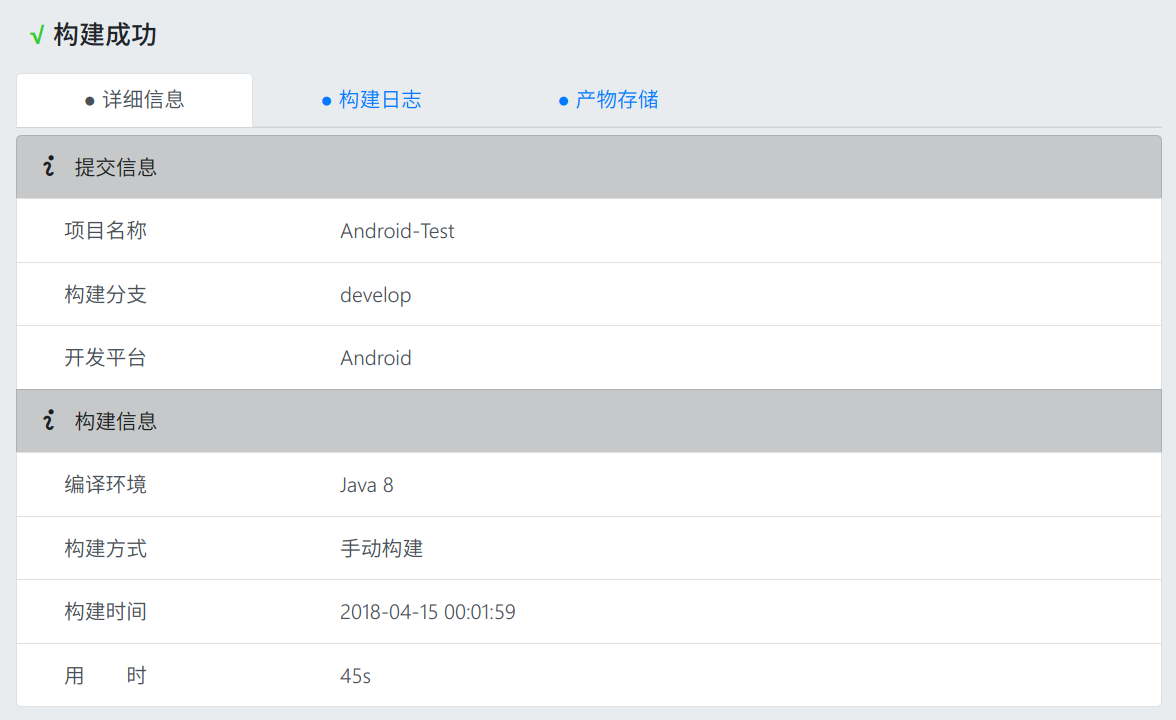 √ 构建成功
● 详细信息 ● 构建日志 ● 产物存储
i 提交信息
项目名称 Android-Test
构建分支 develop
开发平台 Android
i 构建信息
编译环境 Java 8
构建方式 手动构建
构建时间 2018-04-15 00:01:59
用 时 45s